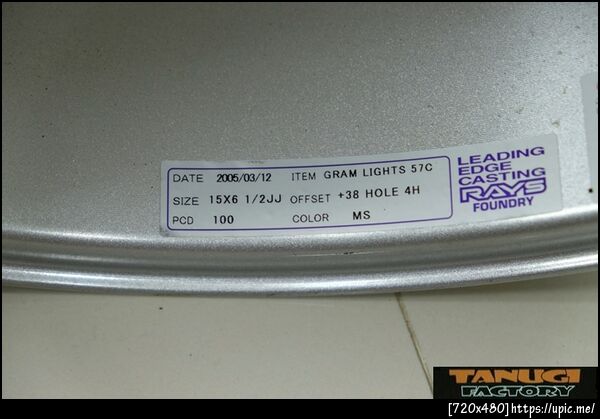 DATE 2005/03/12 ITEM GRAM LIGHTS 57C
SIZE 15X6 1/2JJ OFFSET +38 HOLE 4H
PCD 100 COLOR MS
LEADING
EDGE
CASTING
RAYS
FOUNDRY
TANUGI
FACTORY
[720x480]https://upic.me/